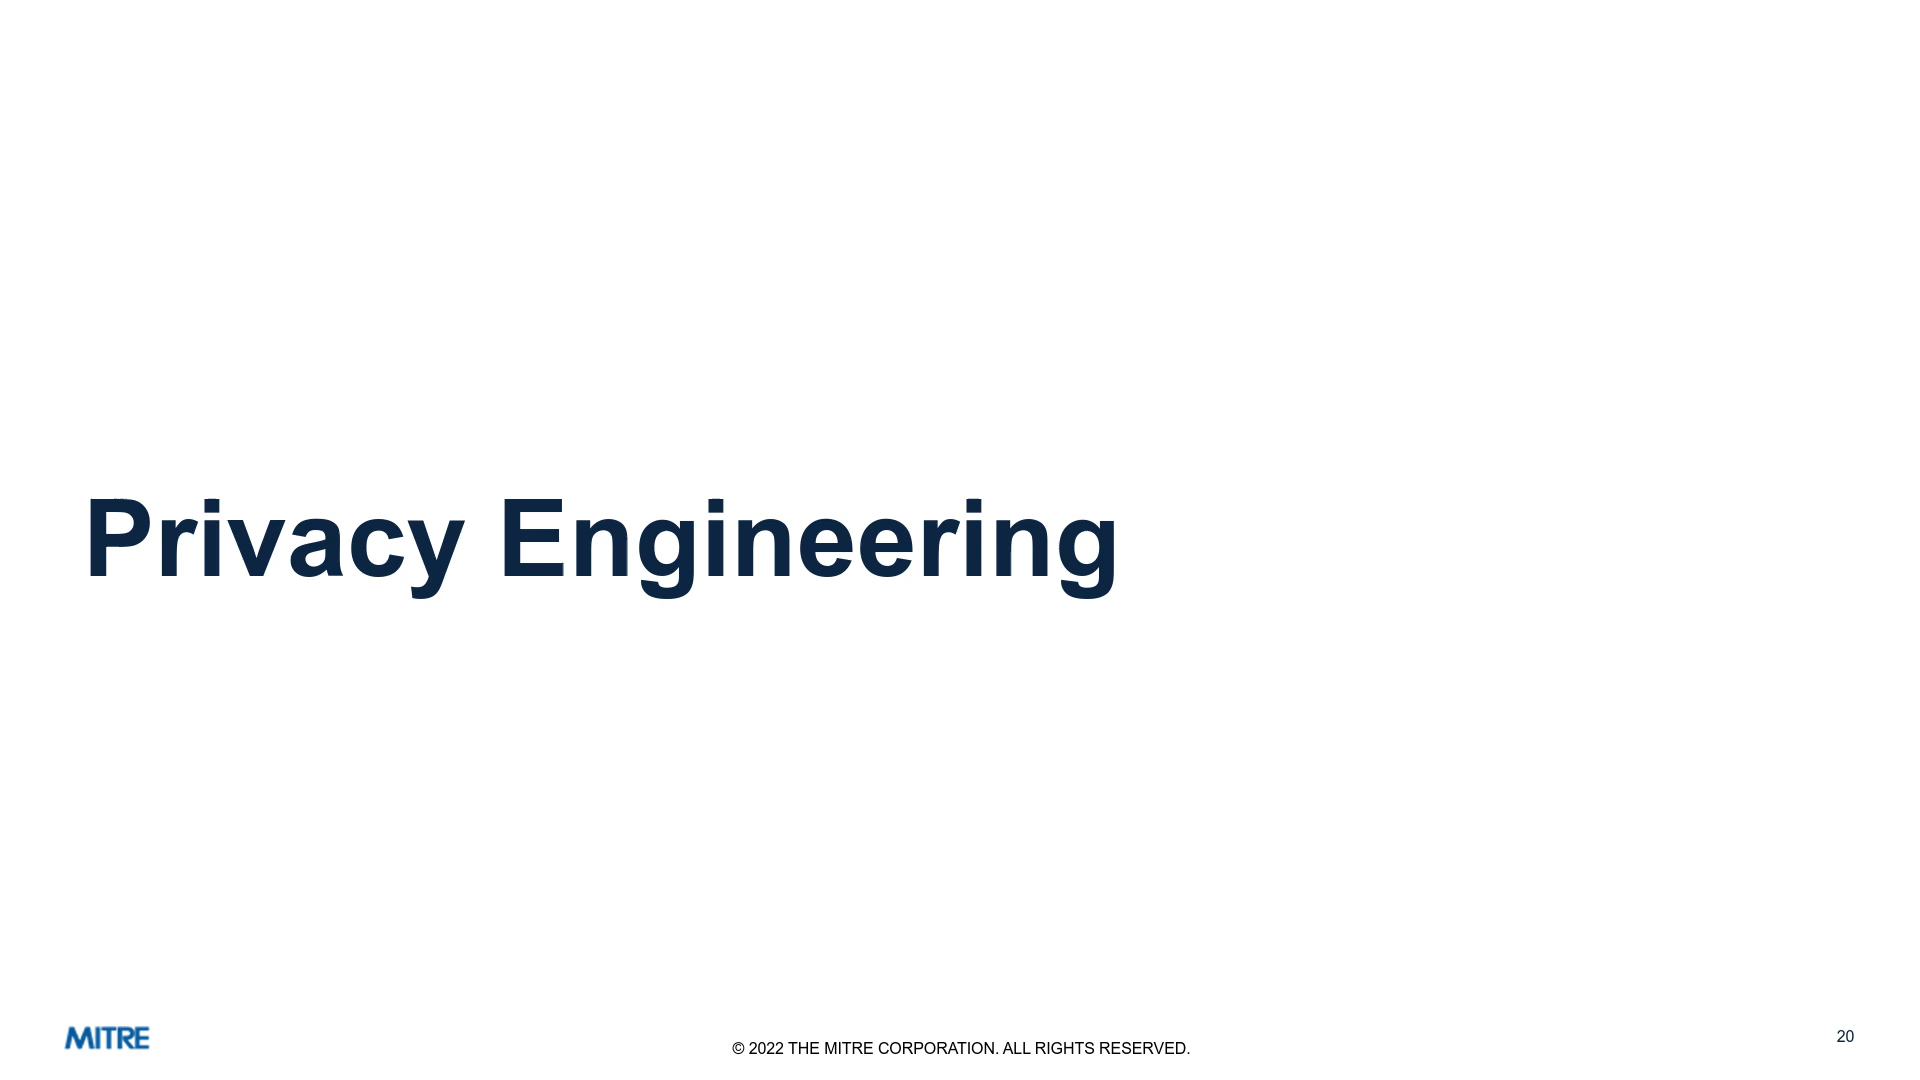 Privacy Engineering
MITRE
© 2022 THE MITRE CORPORATION. ALL RIGHTS RESERVED.
20